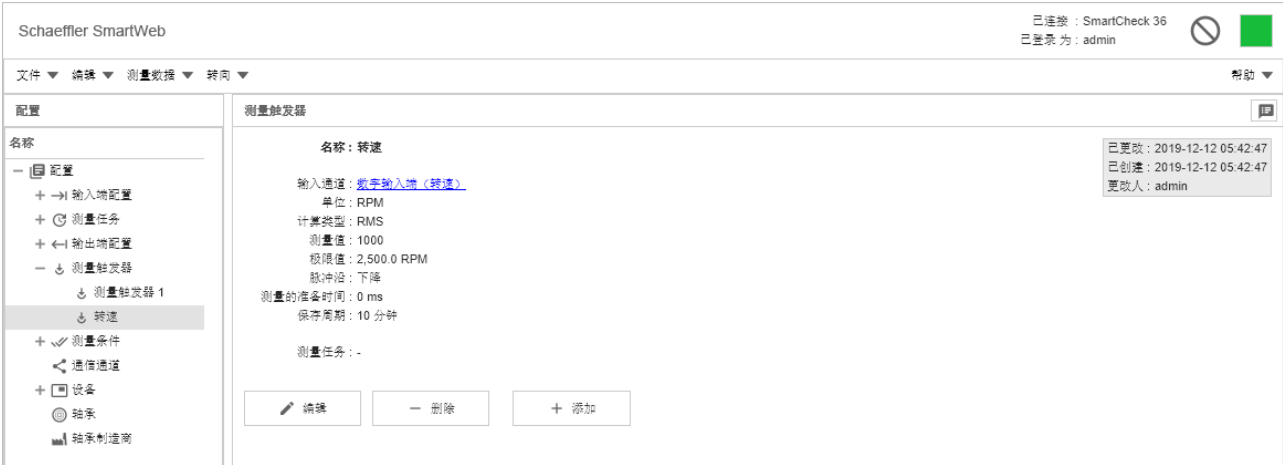 Schaeffler SmartWeb
已连接 : SmartCheck 36
已登录 为 : admin
文件 编辑 测量数据 转向 帮助
配置
名称
配置
输入端配置
测量任务
输出端配置
测量触发器
测量触发器 1
转速
测量条件
通信通道
设备
轴承
轴承制造商
测量触发器
名称 : 转速
输入通道 : 数字输入端（转速）
单位 : RPM
计算类型 : RMS
测量值 : 1000
极限值 : 2,500.0 RPM
脉冲沿 : 下降
测量的准备时间 : 0 ms
保存周期 : 10 分钟
测量任务 : -
已更改 : 2019-12-12 05:42:47
已创建 : 2019-12-12 05:42:47
更改人 : admin
编辑 删除 添加